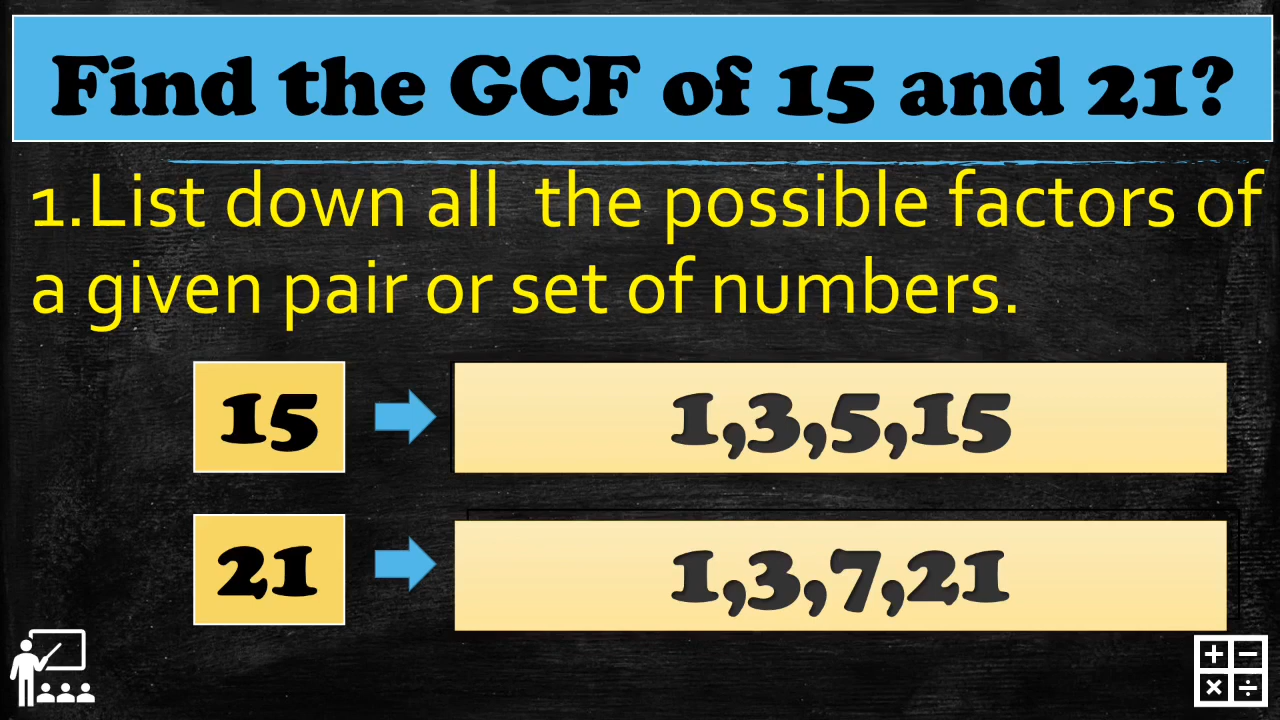 Find the GCF of 15 and 21?
1.List down all the possible factors of
a given pair or set of numbers.
15
1,3,5,15
21
1,3,7,21
+ −
× ÷